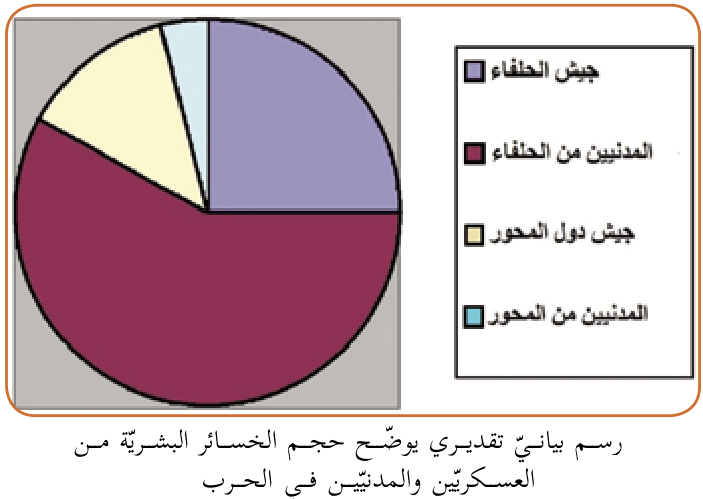 جيش الحلفاء
المدنيين من الحلفاء
جيش دول المحور
المدنيين من المحور
رسم بيانيّ تقديري يوضّح حجم الخسائر البشريّة من
العسكريّين والمدنيّين في الحرب